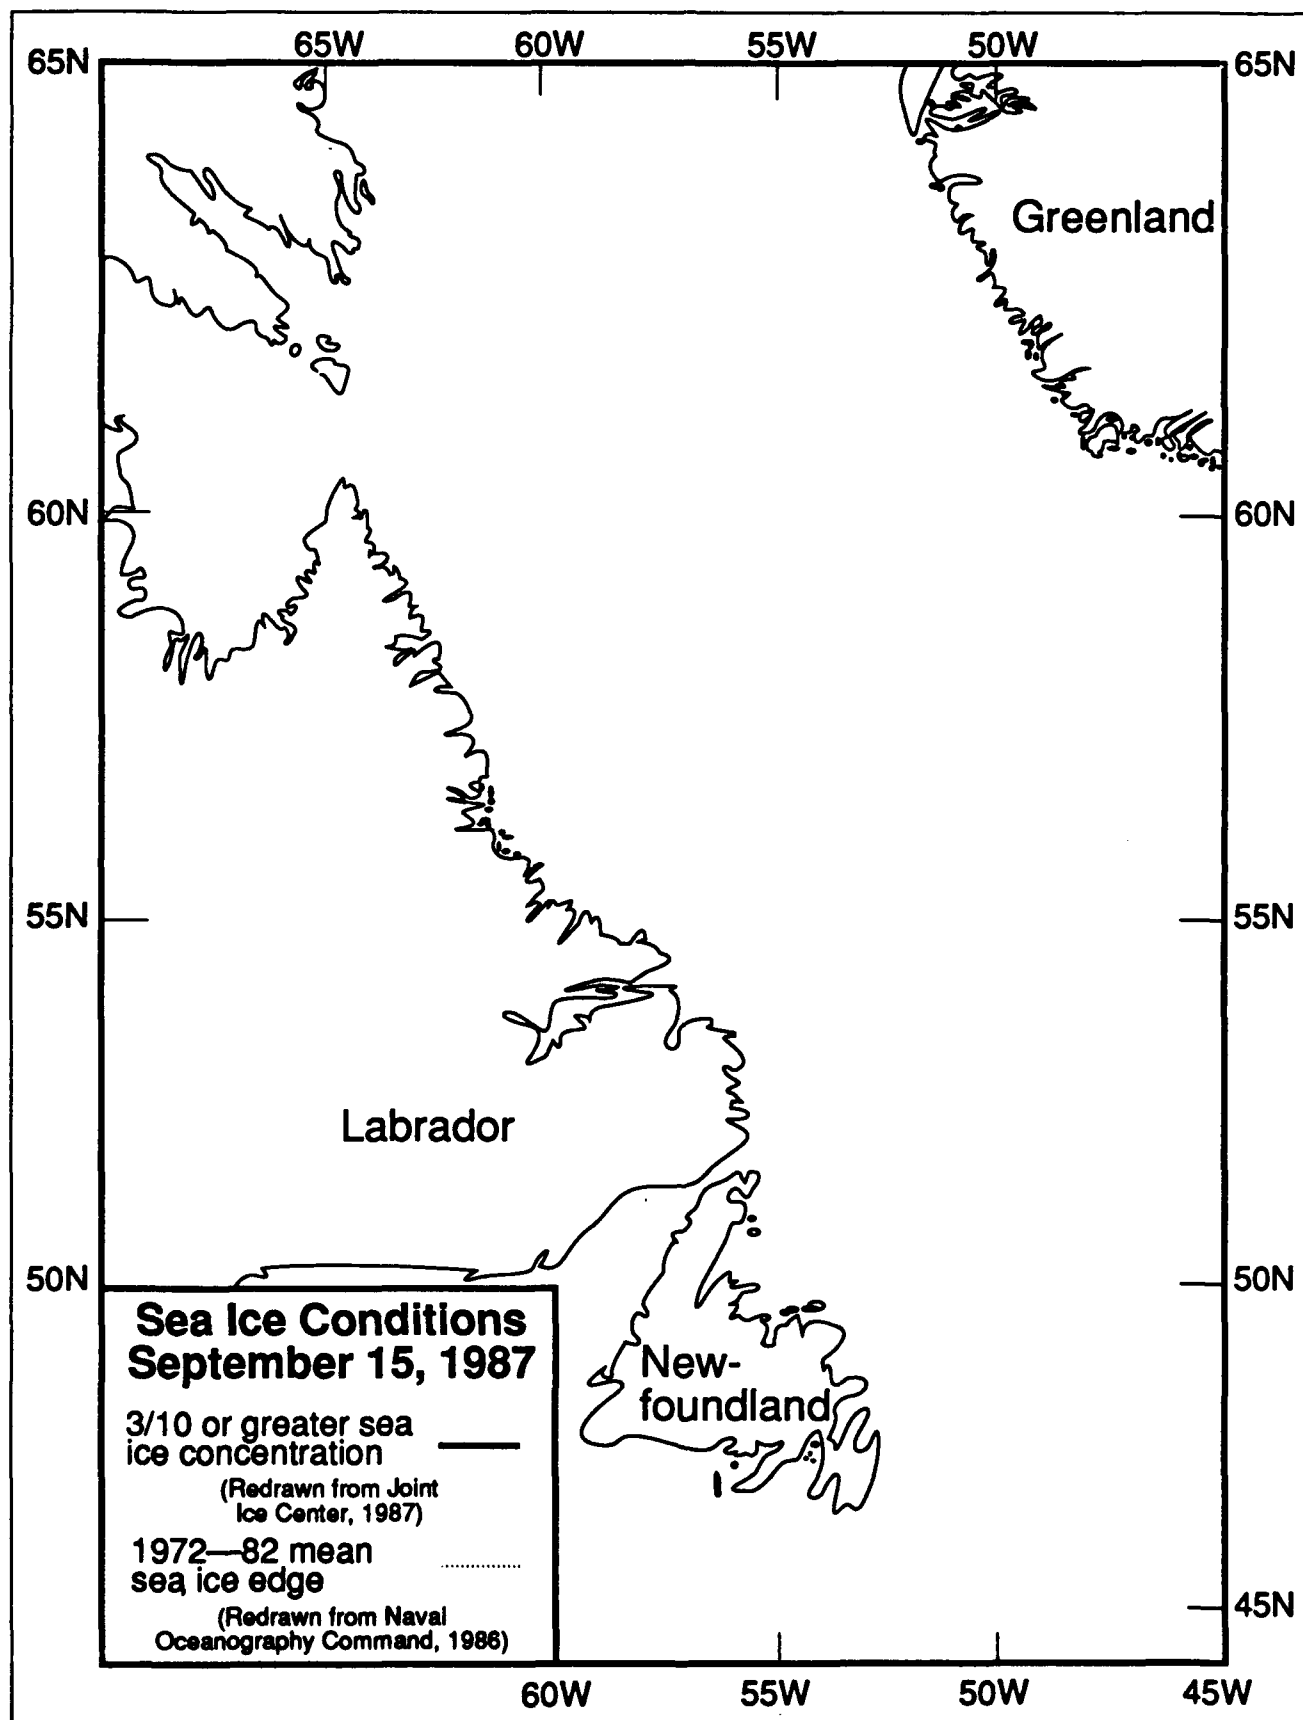 65W 60W 55W 50W
65N 65N
Greenland
60N 60N
55N 55N
Labrador
50N 50N
Sea Ice Conditions
September 15, 1987
3/10 or greater sea
ice concentration
(Redrawn from Joint
Ice Center, 1987)
1972—82 mean
sea ice edge
(Redrawn from Naval
Oceanography Command, 1986)
New-
foundland
45N
60W 55W 50W 45W